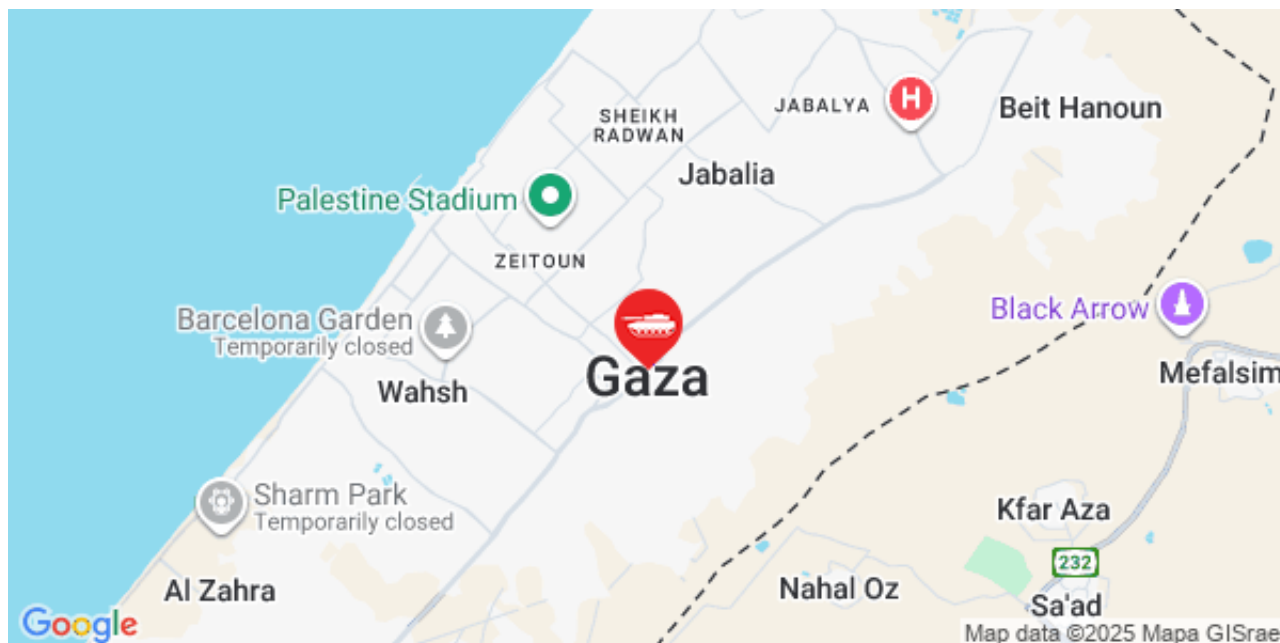 SHEIKH
RADWAN
JABALYA
H
Beit Hanoun
Jabalia
Palestine Stadium
ZEITOUN
Black Arrow
Barcelona Garden
Temporarily closed
Mefalsim
Gaza
Wahsh
Sharm Park
Temporarily closed
Kfar Aza
232
Al Zahra
Nahal Oz
Sa'ad
Google
Map data ©2025 Mapa GISrae